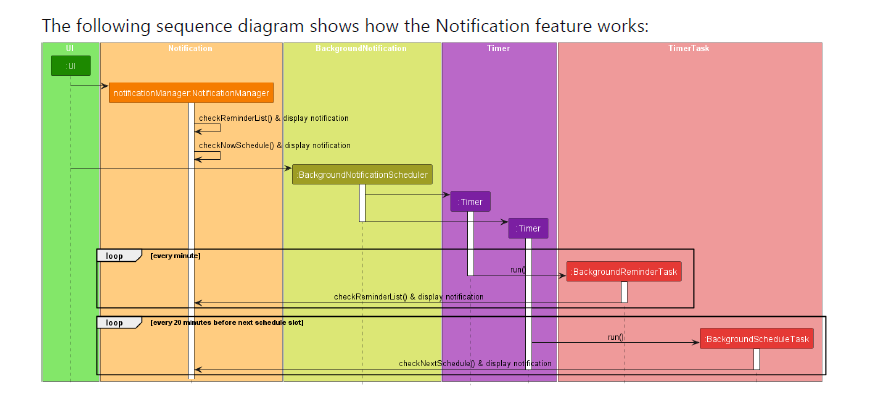 The following sequence diagram shows how the Notification feature works:
UI
Notification
BackgroundNotification
Timer
TimerTask
:UI
notificationManager:NotificationManager
checkReminderList() & display notification
checkNowSchedule() & display notification
:BackgroundNotificationScheduler
:Timer
:Timer
loop
[every minute]
run()
:BackgroundReminderTask
checkReminderList() & display notification
loop
[every 20 minutes before next schedule slot]
run()
:BackgroundScheduleTask
checkNextSchedule() & display notification